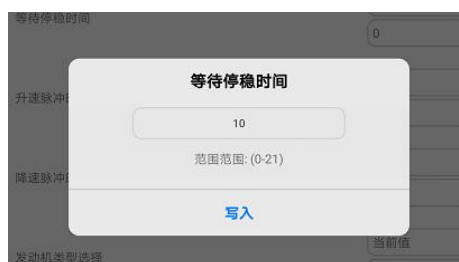 等待停稳时间
0
等待停稳时间
升速脉冲
10
范围范围: (0-21)
降速脉冲
写入
当前值
发动机类型选择